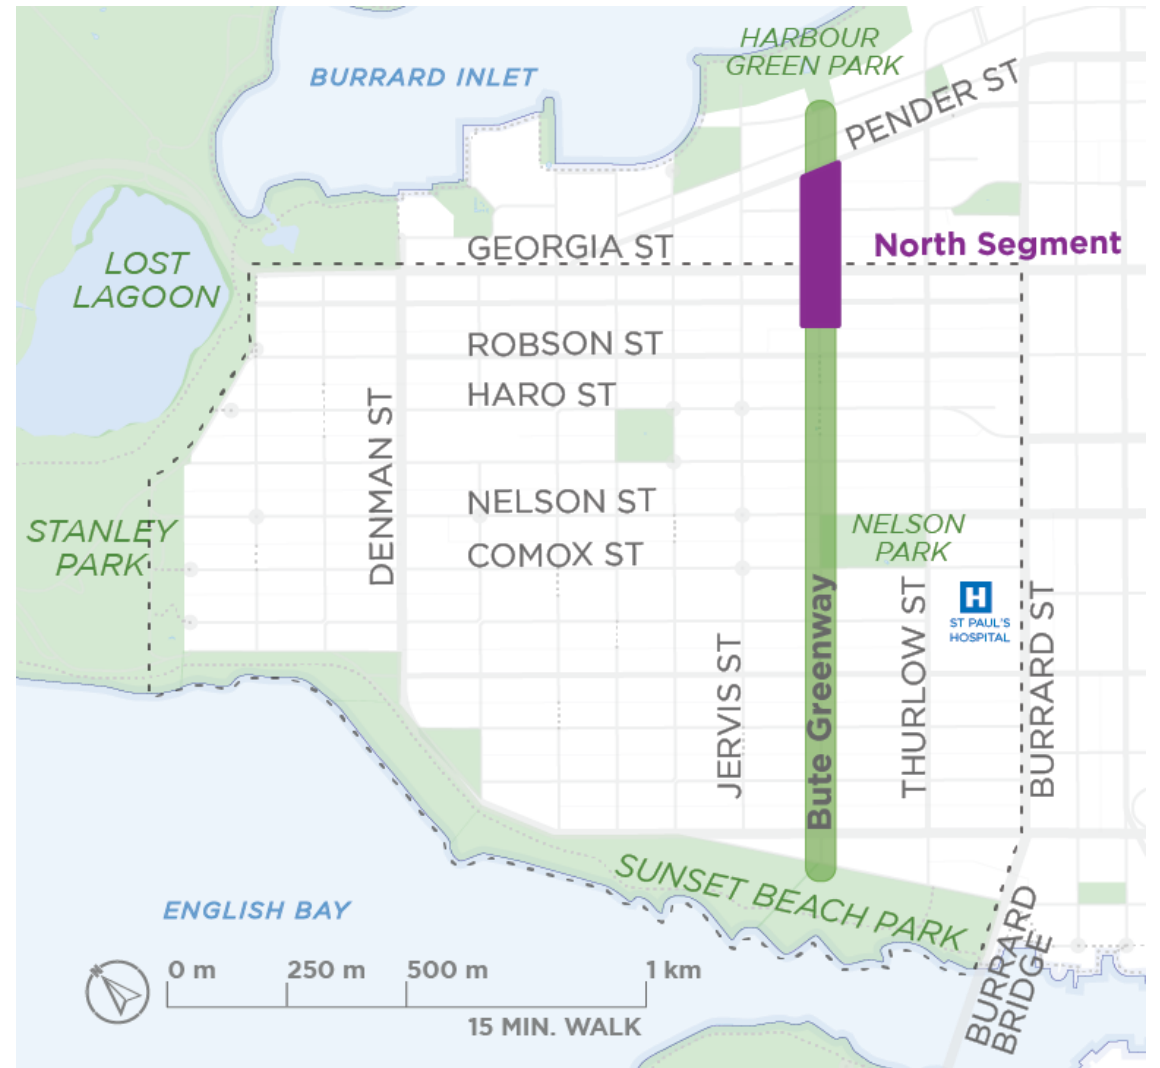 HARBOUR
GREEN PARK
BURRARD INLET
PENDER ST
GEORGIA ST
North Segment
LOST
LAGOON
ROBSON ST
HARO ST
DENMAN ST
NELSON ST
COMOX ST
STANLEY
PARK
NELSON
PARK
H
ST PAUL'S
HOSPITAL
JERVIS ST
Bute Greenway
THURLOW ST
BURRARD ST
SUNSET BEACH PARK
ENGLISH BAY
BURRARD
BRIDGE
0 m 250 m 500 m 1 km
15 MIN. WALK